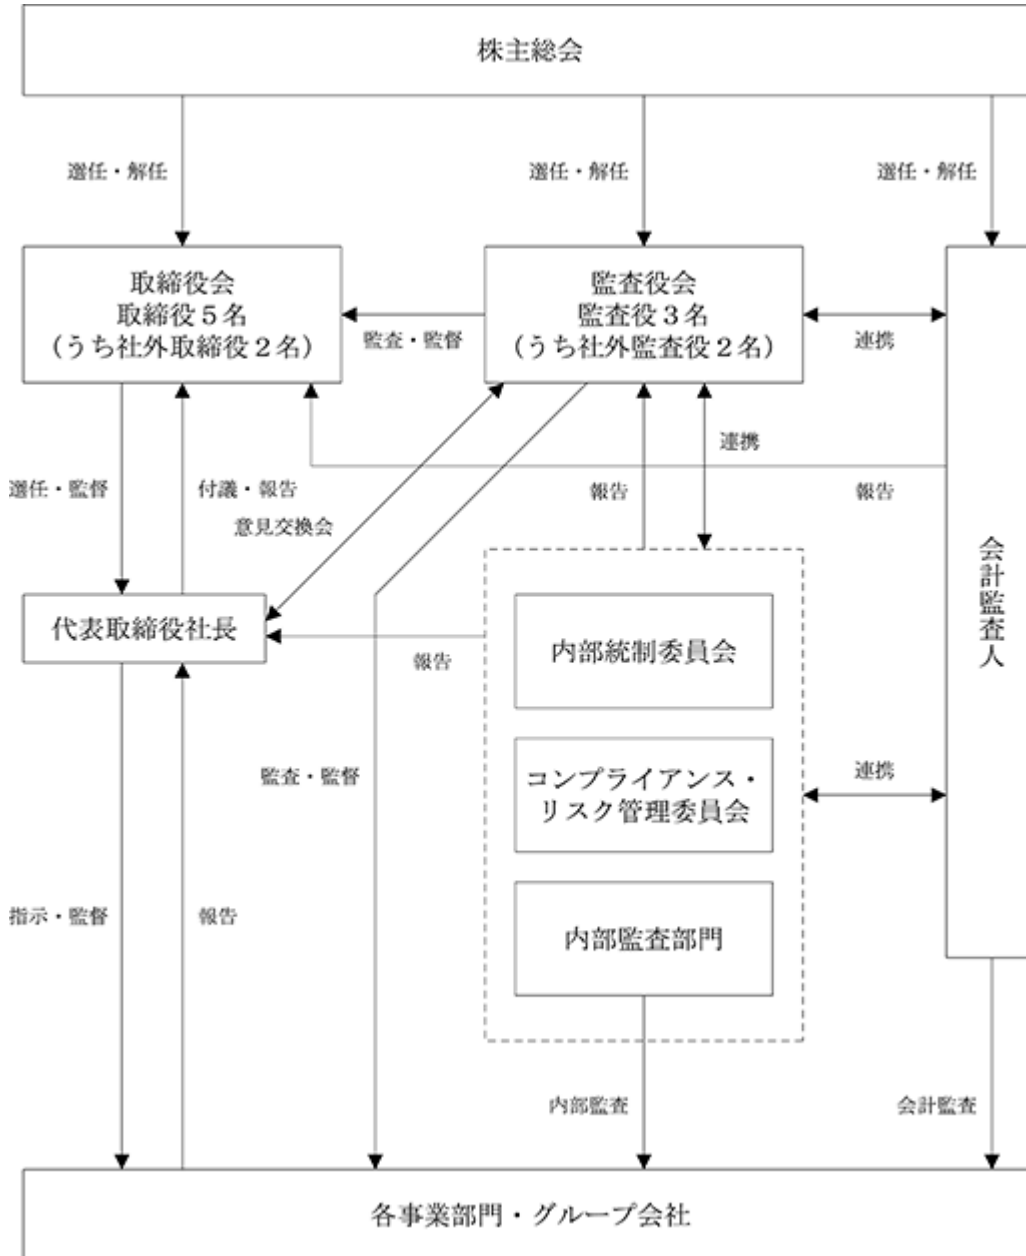 株主総会
選任・解任
選任・解任
選任・解任
取締役会
取締役５名
（うち社外取締役２名）
監査・監督
監査役会
監査役３名
（うち社外監査役２名）
連携
連携
選任・監督
付議・報告
意見交換会
報告
報告
会計監査人
代表取締役社長
報告
内部統制委員会
監査・監督
コンプライアンス・
リスク管理委員会
連携
指示・監督
報告
内部監査部門
内部監査
会計監査
各事業部門・グループ会社